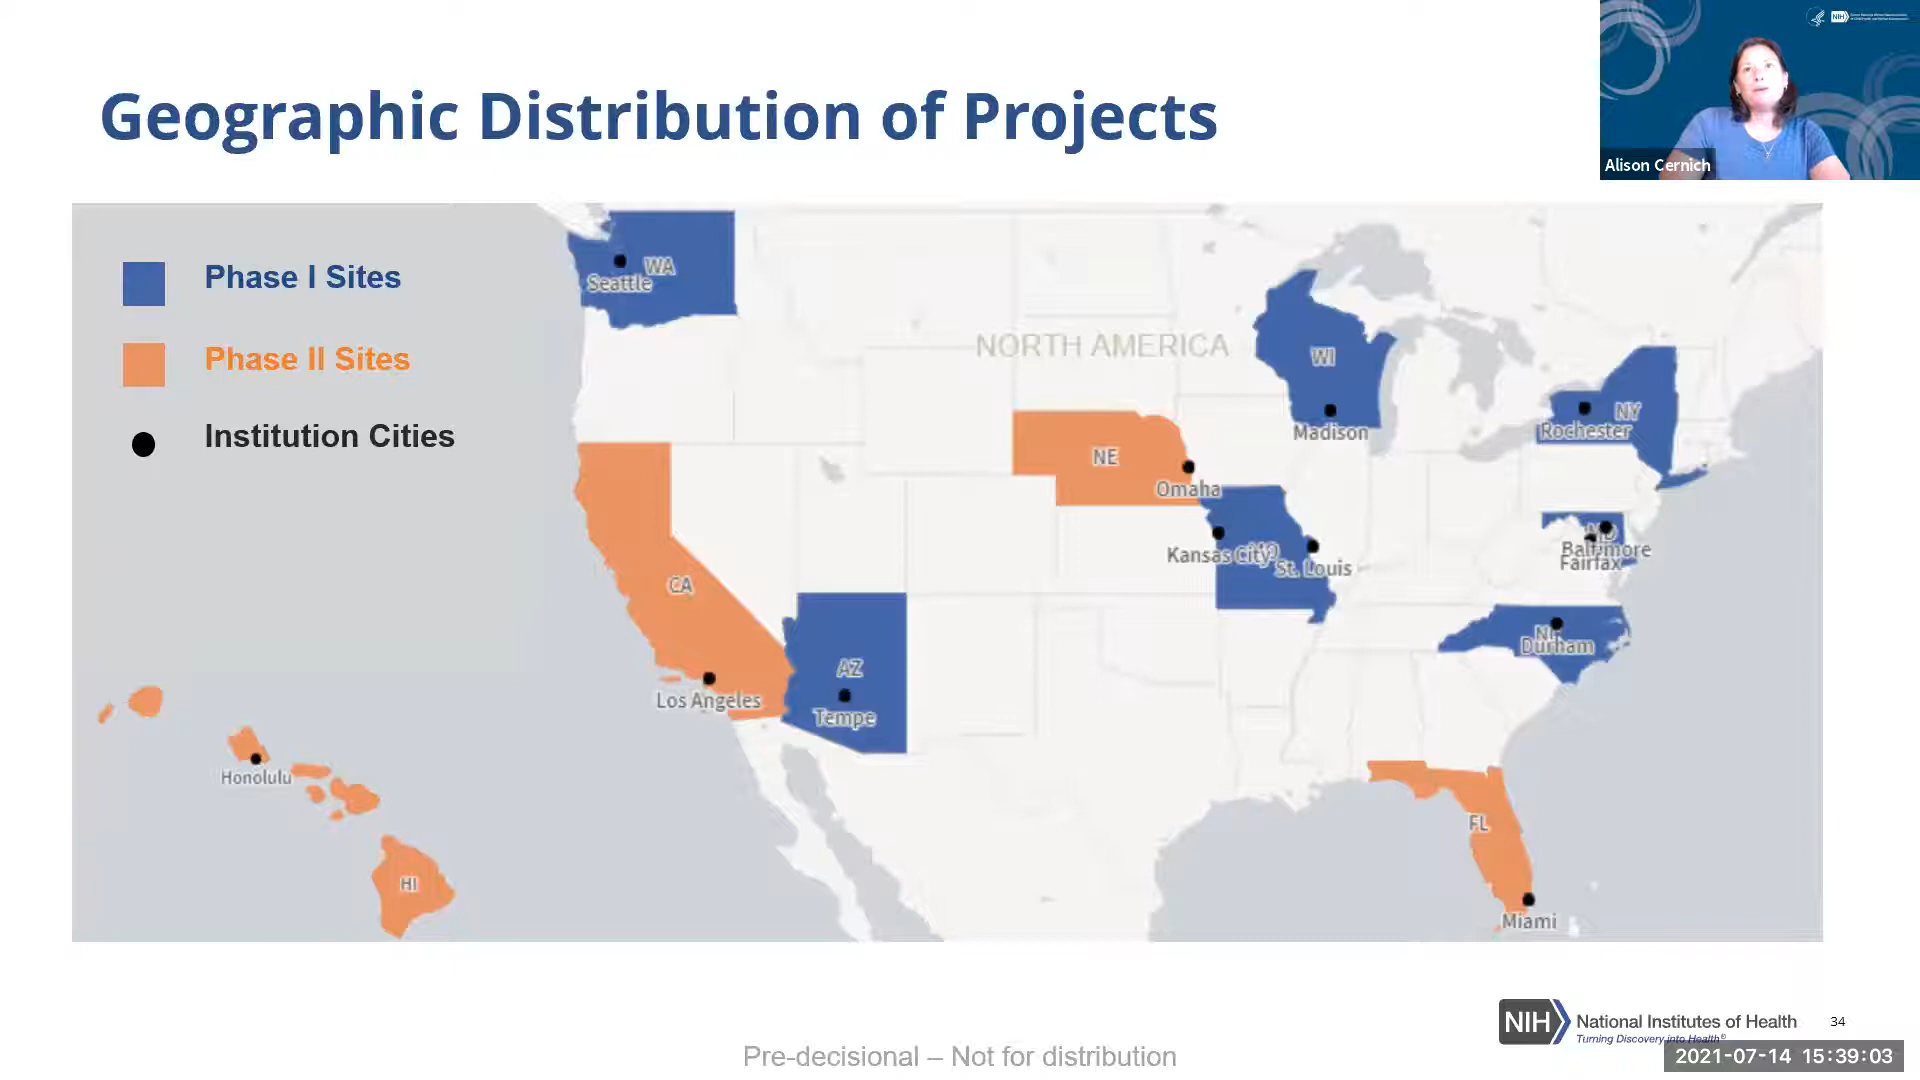 Geographic Distribution of Projects
Alison Cernich
NIH
Phase I Sites
Phase II Sites
Institution Cities
NORTH AMERICA
WA
Seattle
WI
Madison
NY
Rochester
NE
Omaha
Kansas City
St. Louis
Baltimore
Fairfax
Durham
CA
Los Angeles
AZ
Tempe
Honolulu
HI
FL
Miami
NIH National Institutes of Health
Turning Discovery into Health®
34
Pre-decisional – Not for distribution
2021-07-14 15:39:03